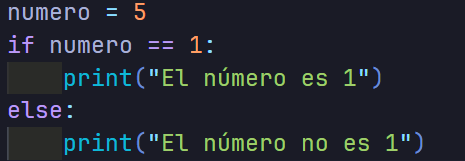 numero = 5
if numero == 1:
    print("El número es 1")
else:
    print("El número no es 1")